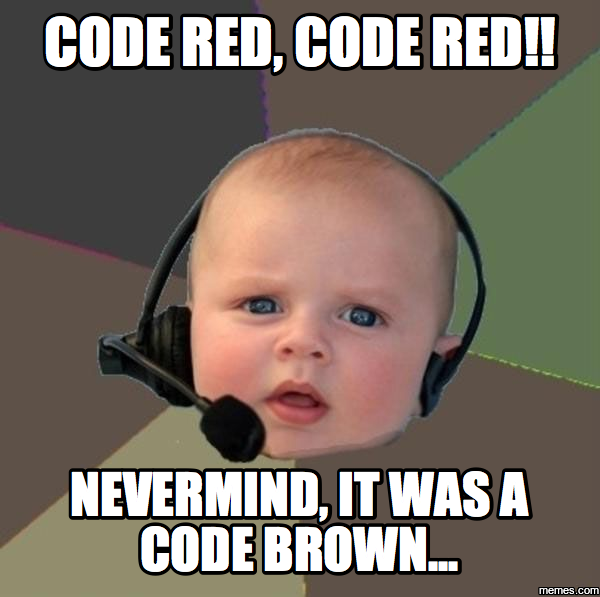 CODE RED, CODE RED!!
NEVERMIND, IT WAS A
CODE BROWN...
memes.com